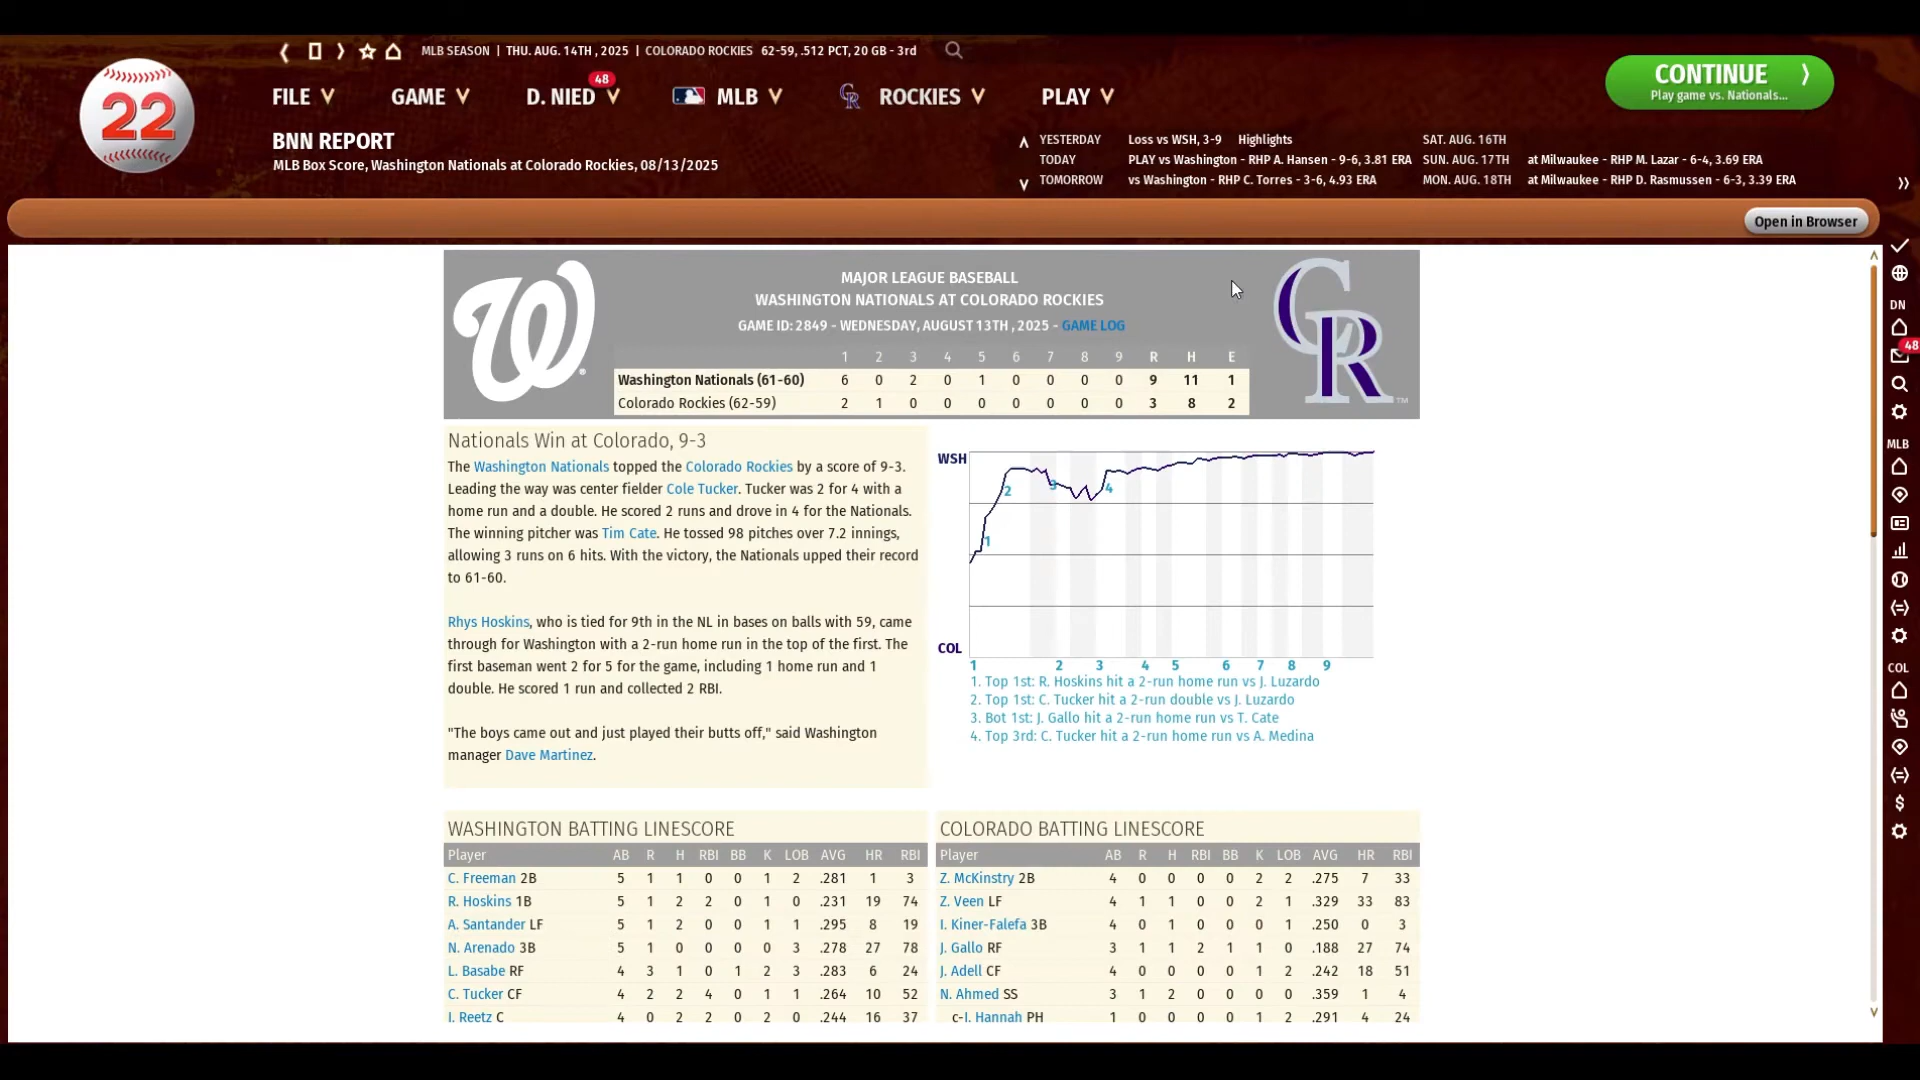 MLB SEASON | THU. AUG. 14TH , 2025 | COLORADO ROCKIES 62-59, .512 PCT, 20 GB - 3rd
22
FILE GAME D. NIED 48 MLB ROCKIES PLAY
CONTINUE
Play game vs. Nationals...
BNN REPORT
MLB Box Score, Washington Nationals at Colorado Rockies, 08/13/2025
YESTERDAY Loss vs WSH, 3-9 Highlights SAT. AUG. 16TH
TODAY PLAY vs Washington - RHP A. Hansen - 9-6, 3.81 ERA SUN. AUG. 17TH at Milwaukee - RHP M. Lazar - 6-4, 3.69 ERA
TOMORROW vs Washington - RHP C. Torres - 3-6, 4.93 ERA MON. AUG. 18TH at Milwaukee - RHP D. Rasmussen - 6-3, 3.39 ERA
Open in Browser
W
MAJOR LEAGUE BASEBALL
WASHINGTON NATIONALS AT COLORADO ROCKIES
GAME ID: 2849 - WEDNESDAY, AUGUST 13TH , 2025 - GAME LOG
CR
TM
1 2 3 4 5 6 7 8 9 R H E
Washington Nationals (61-60) 6 0 2 0 1 0 0 0 0 9 11 1
Colorado Rockies (62-59) 2 1 0 0 0 0 0 0 0 3 8 2
Nationals Win at Colorado, 9-3
The Washington Nationals topped the Colorado Rockies by a score of 9-3.
Leading the way was center fielder Cole Tucker. Tucker was 2 for 4 with a
home run and a double. He scored 2 runs and drove in 4 for the Nationals.
The winning pitcher was Tim Cate. He tossed 98 pitches over 7.2 innings,
allowing 3 runs on 6 hits. With the victory, the Nationals upped their record
to 61-60.
Rhys Hoskins, who is tied for 9th in the NL in bases on balls with 59, came
through for Washington with a 2-run home run in the top of the first. The
first baseman went 2 for 5 for the game, including 1 home run and 1
double. He scored 1 run and collected 2 RBI.
"The boys came out and just played their butts off," said Washington
manager Dave Martinez.
WSH
1 2 3 4
COL
1 2 3 4 5 6 7 8 9
1. Top 1st: R. Hoskins hit a 2-run home run vs J. Luzardo
2. Top 1st: C. Tucker hit a 2-run double vs J. Luzardo
3. Bot 1st: J. Gallo hit a 2-run home run vs T. Cate
4. Top 3rd: C. Tucker hit a 2-run home run vs A. Medina
WASHINGTON BATTING LINESCORE
Player AB R H RBI BB K LOB AVG HR RBI
C. Freeman 2B 5 1 1 0 0 1 2 .281 1 3
R. Hoskins 1B 5 1 2 2 0 1 0 .231 19 74
A. Santander LF 5 1 2 0 0 1 1 .295 8 19
N. Arenado 3B 5 1 0 0 0 0 3 .278 27 78
L. Basabe RF 4 3 1 0 1 2 3 .283 6 24
C. Tucker CF 4 2 2 4 0 1 1 .264 10 52
J. Reetz C 4 0 2 2 0 2 0 .244 16 37
COLORADO BATTING LINESCORE
Player AB R H RBI BB K LOB AVG HR RBI
Z. McKinstry 2B 4 0 0 0 0 2 2 .275 7 33
Z. Veen LF 4 1 1 0 0 2 1 .329 33 83
I. Kiner-Falefa 3B 4 0 1 0 0 0 1 .250 0 3
J. Gallo RF 3 1 1 2 1 1 0 .188 27 74
J. Adell CF 4 0 0 0 0 1 2 .242 18 51
N. Ahmed SS 3 1 2 0 0 0 0 .359 1 4
c-J. Hannah PH 1 0 0 0 0 1 2 .291 4 24
DN
48
MLB
COL
$